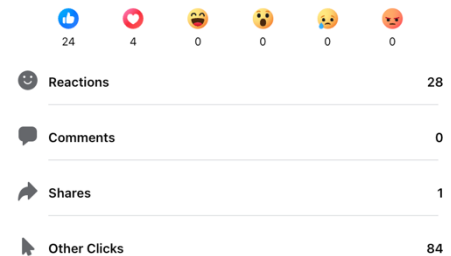 24 4 0 0 0 0
Reactions 28
Comments 0
Shares 1
Other Clicks 84